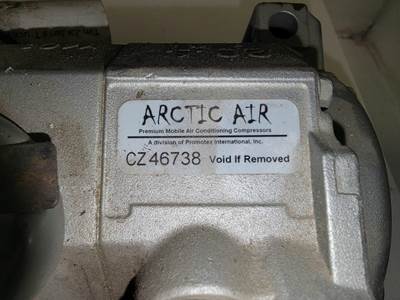 ARCTIC AIR
Premium Mobile Air Conditioning Compressors
A division of Promotex International, Inc.
CZ46738 Void If Removed